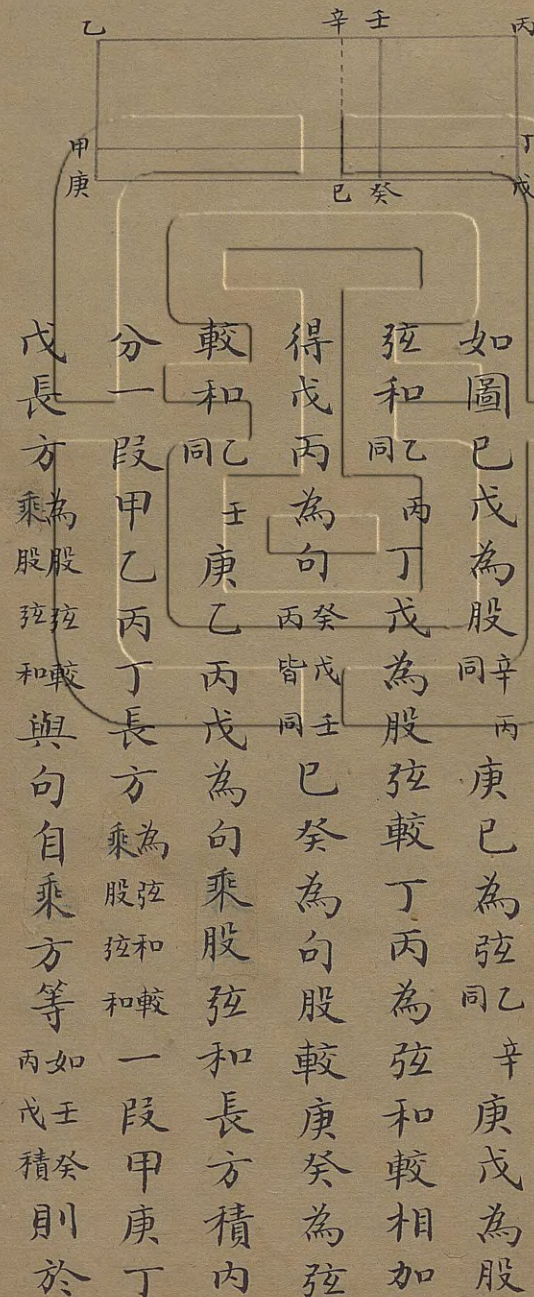 丙 壬 辛 乙
丁 甲
戊 癸 巳 庚
如圖巳戊為股辛丙同庚巳為弦乙辛同庚戊為股
弦和乙丙同丁戊為股弦較丁丙為弦和較相加
得戊丙為句癸戊壬丙皆同巳癸為句股較庚癸為弦
較和乙壬同庚乙丙戊為句乘股弦和長方積內
分一段甲乙丙丁長方為弦和較乘股弦和一段甲庚丁
戊長方為股弦較乘股弦和與句自乘方等如壬癸丙戊積則於